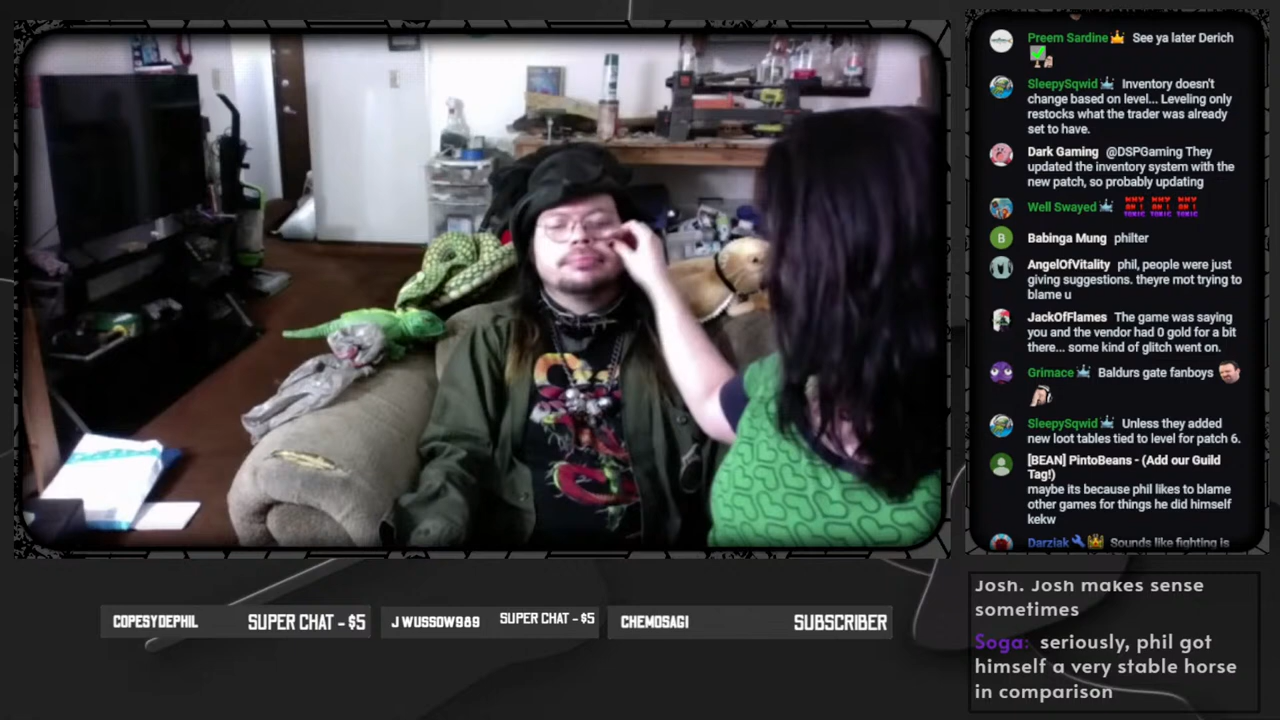 Preem Sardine See ya later Derich
SleepySqwid Inventory doesn't
change based on level... Leveling only
restocks what the trader was already
set to have.
Dark Gaming @DSPGaming They
updated the inventory system with the
new patch, so probably updating
Well Swayed
B Babinga Mung philter
AngelOfVitality phil, people were just
giving suggestions. theyre mot trying to
blame u
JackOfFlames The game was saying
you and the vendor had 0 gold for a bit
there... some kind of glitch went on.
Grimace Baldurs gate fanboys
SleepySqwid Unless they added
new loot tables tied to level for patch 6.
[BEAN] PintoBeans - (Add our Guild
Tag!)
maybe its because phil likes to blame
other games for things he did himself
kekw
Darziak Sounds like fighting is
Josh. Josh makes sense
sometimes
Soga: seriously, phil got
himself a very stable horse
in comparison
COPESYDEPHIL SUPER CHAT - $5
J WUSSOW989 SUPER CHAT - $5
CHEMOSAGI SUBSCRIBER